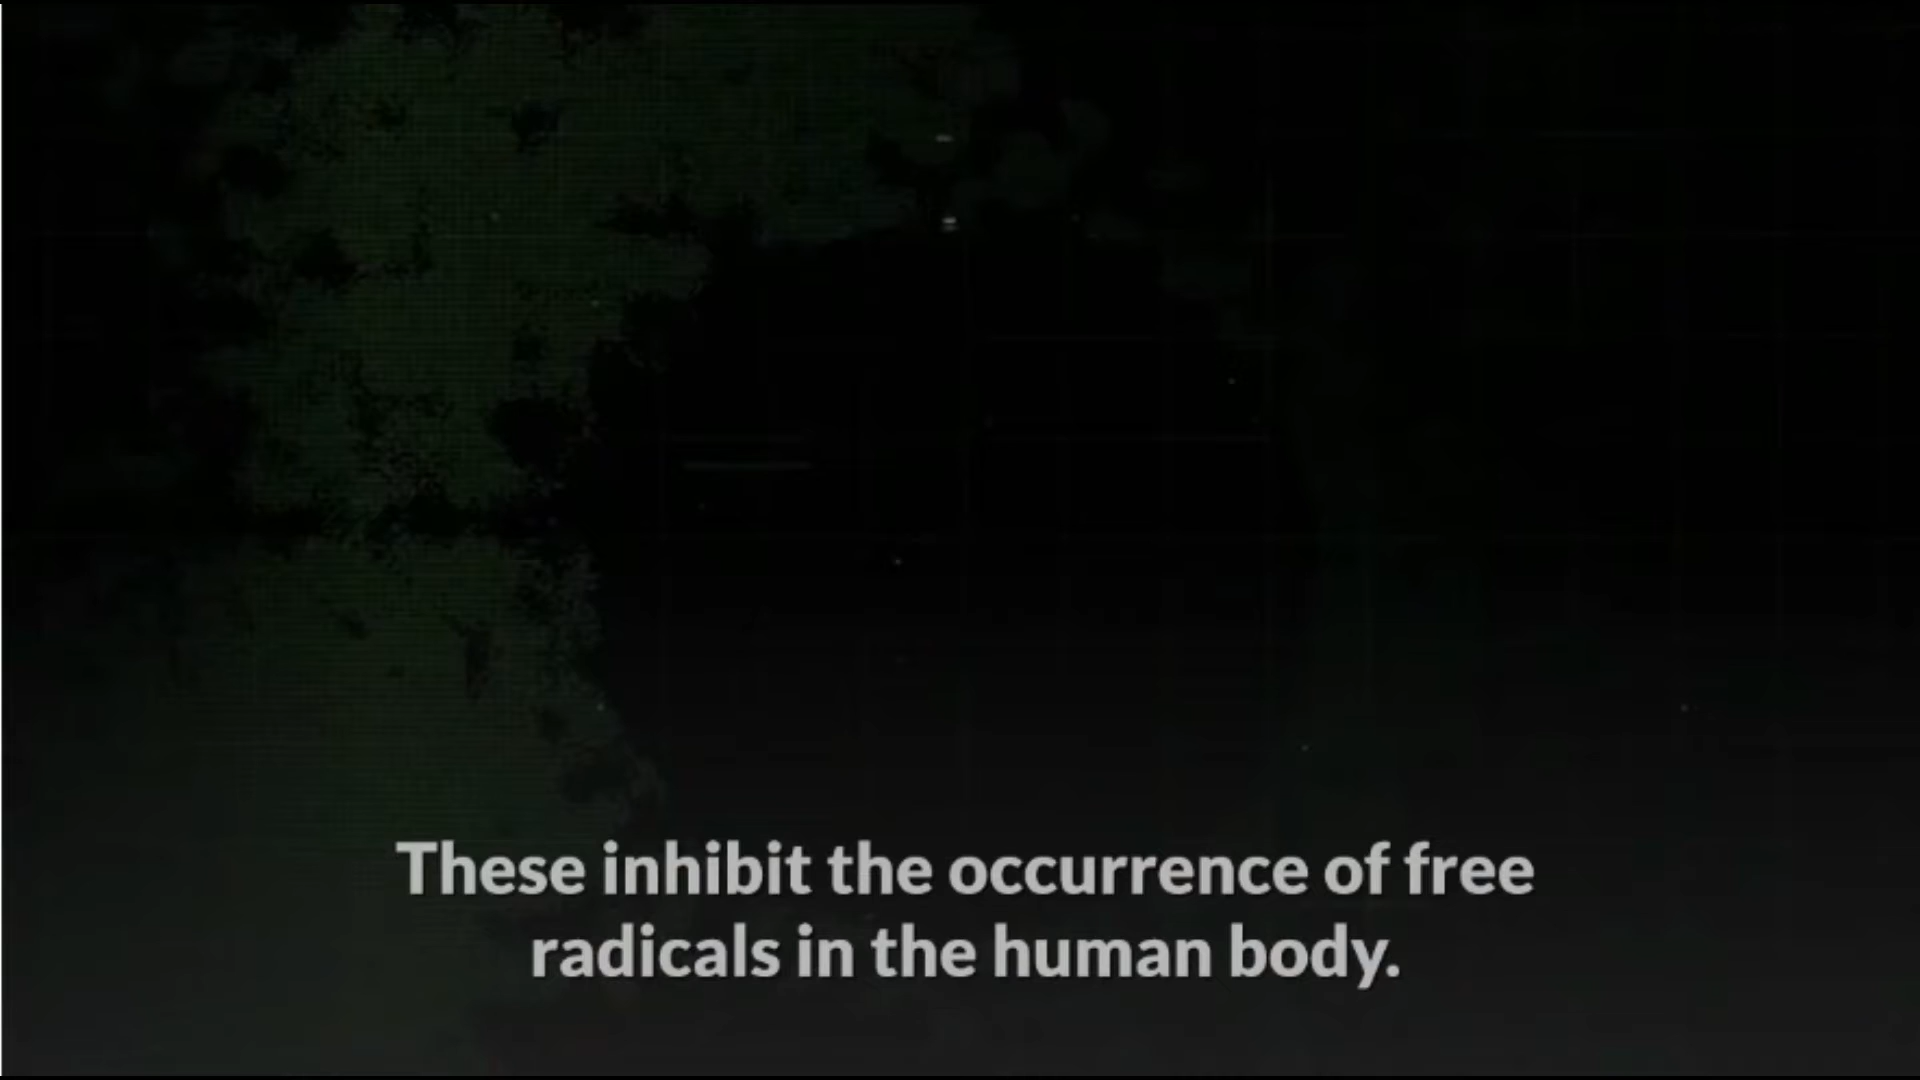 These inhibit the occurrence of free
radicals in the human body.